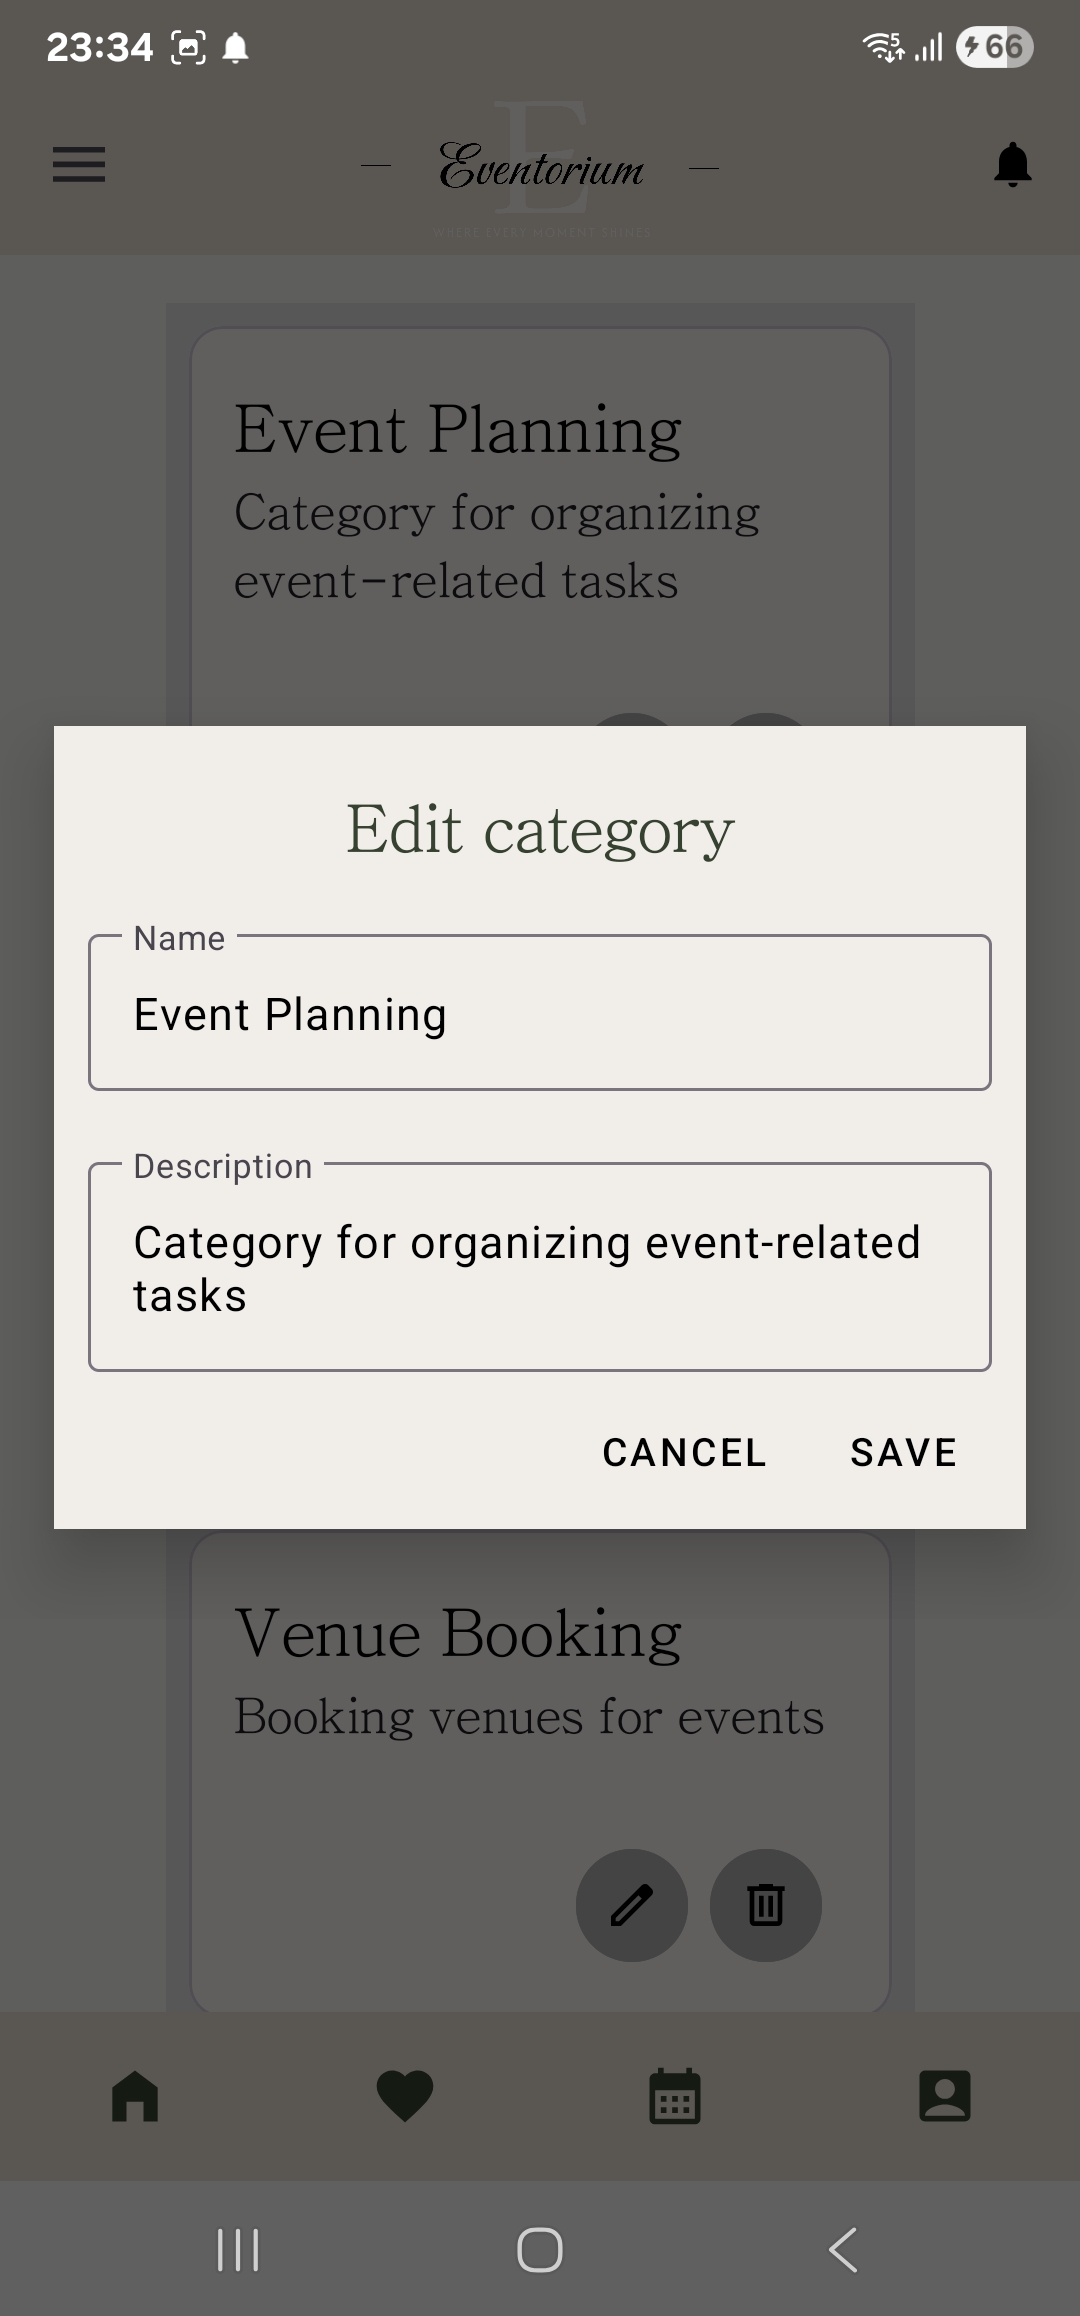 23:34
5
66
E
Eventorium
WHERE EVERY MOMENT SHINES
Event Planning
Category for organizing
event-related tasks
Edit category
Name
Event Planning
Description
Category for organizing event-related
tasks
CANCEL
SAVE
Venue Booking
Booking venues for events